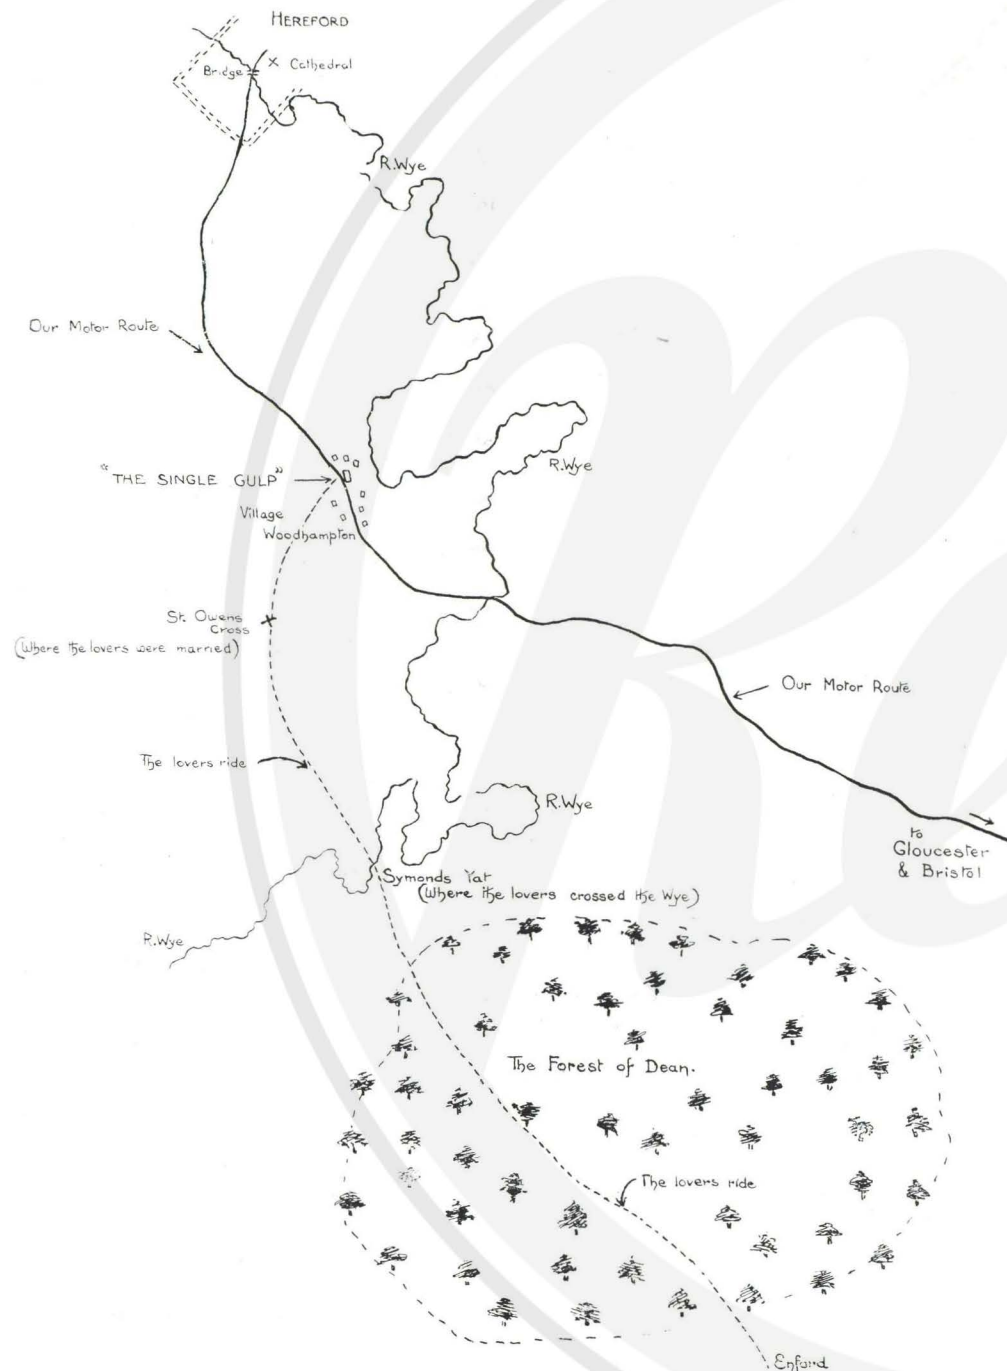 HEREFORD
Bridge
Cathedral
R. Wye
Our Motor Route
"THE SINGLE GULP"
R. Wye
Village
Woodhampton
St. Owens
Cross
(Where the lovers were married)
Our Motor Route
The lovers ride
R. Wye
to
Gloucester
& Bristol
Symonds Yat
(Where the lovers crossed the Wye)
R. Wye
The Forest of Dean.
The lovers ride
Enford